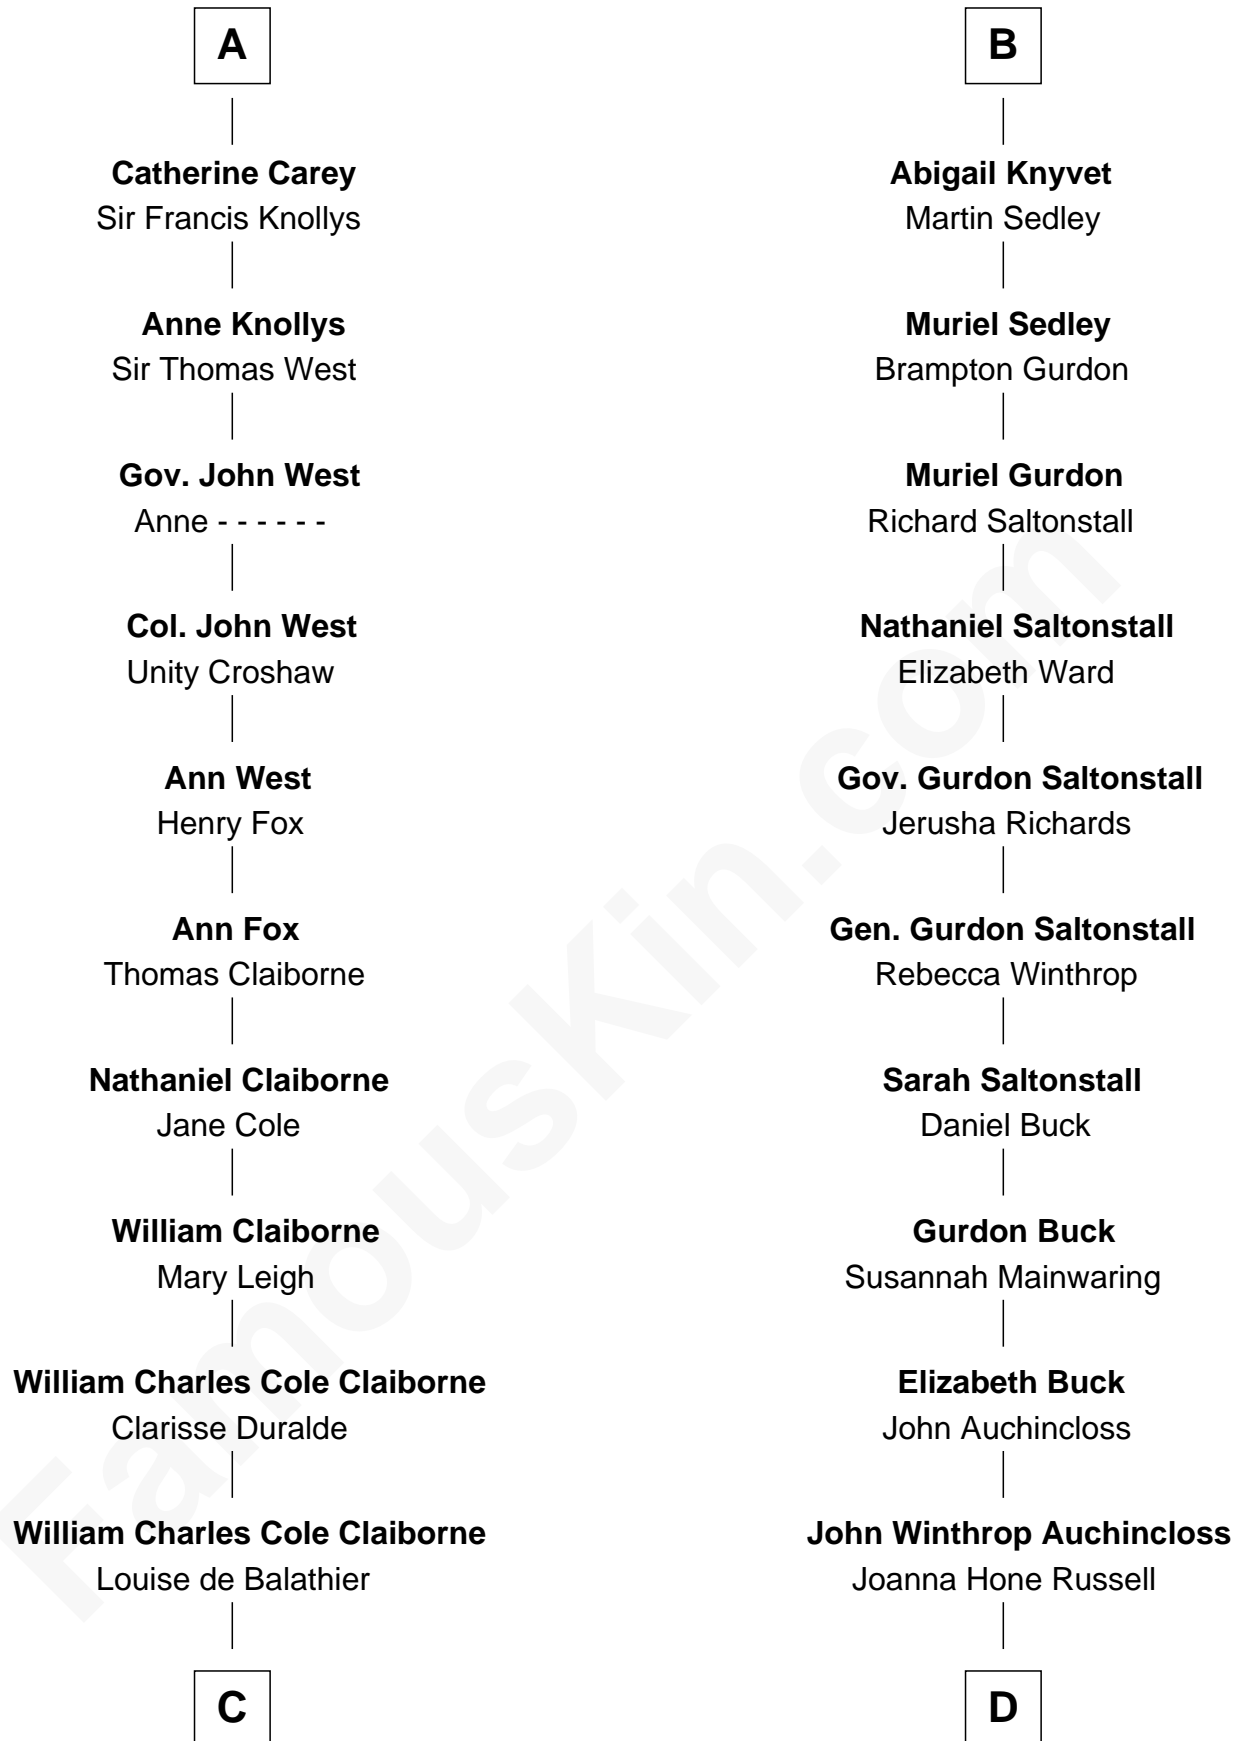 A
Catherine Carey
Sir Francis Knollys
Anne Knollys
Sir Thomas West
Gov. John West
Anne - - - - - -
Col. John West
Unity Croshaw
Ann West
Henry Fox
Ann Fox
Thomas Claiborne
Nathaniel Claiborne
Jane Cole
William Claiborne
Mary Leigh
William Charles Cole Claiborne
Clarisse Duralde
William Charles Cole Claiborne
Louise de Balathier
C
B
Abigail Knyvet
Martin Sedley
Muriel Sedley
Brampton Gurdon
Muriel Gurdon
Richard Saltonstall
Nathaniel Saltonstall
Elizabeth Ward
Gov. Gurdon Saltonstall
Jerusha Richards
Gen. Gurdon Saltonstall
Rebecca Winthrop
Sarah Saltonstall
Daniel Buck
Gurdon Buck
Susannah Mainwaring
Elizabeth Buck
John Auchincloss
John Winthrop Auchincloss
Joanna Hone Russell
D
FamousKin.com